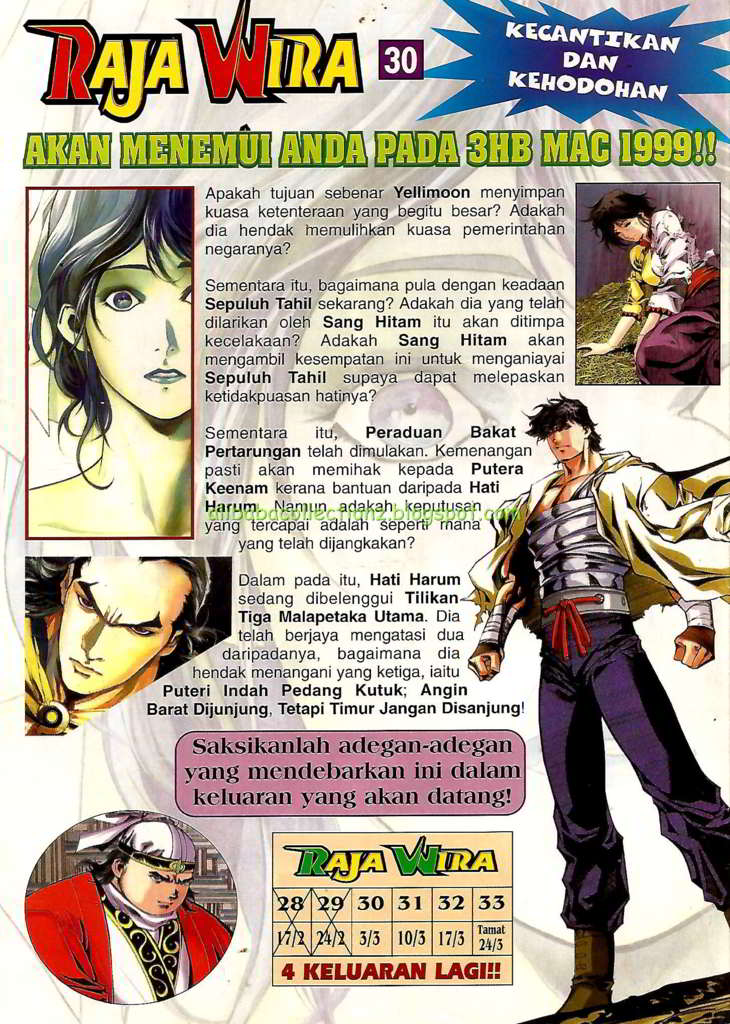 RAJA WIRA 30
KECANTIKAN
DAN
KEHODOHAN
AKAN MENEMUI ANDA PADA 3HB MAC 1999!!
Apakah tujuan sebenar Yellimoon menyimpan
kuasa ketenteraan yang begitu besar? Adakah
dia hendak memulihkan kuasa pemerintahan
negaranya?
Sementara itu, bagaimana pula dengan keadaan
Sepuluh Tahil sekarang? Adakah dia yang telah
dilarikan oleh Sang Hitam itu akan ditimpa
kecelakaan? Adakah Sang Hitam akan
mengambil kesempatan ini untuk menganiayai
Sepuluh Tahil supaya dapat melepaskan
ketidakpuasan hatinya?
Sementara itu, Peraduan Bakat
Pertarungan telah dimulakan. Kemenangan
pasti akan memihak kepada Putera
Keenam kerana bantuan daripada Hati
Harum. Namun adakah keputusan
yang tercapai adalah seperti mana
yang telah dijangkakan?
Dalam pada itu, Hati Harum
sedang dibelenggui Tilikan
Tiga Malapetaka Utama. Dia
telah berjaya mengatasi dua
daripadanya, bagaimana dia
hendak menangani yang ketiga, iaitu
Puteri Indah Pedang Kutuk; Angin
Barat Dijunjung, Tetapi Timur Jangan Disanjung!
Saksikanlah adegan-adegan
yang mendebarkan ini dalam
keluaran yang akan datang!
RAJA WIRA
28 29 30 31 32 33
17/2 24/2 3/3 10/3 17/3 Tamat 24/3
4 KELUARAN LAGI!!